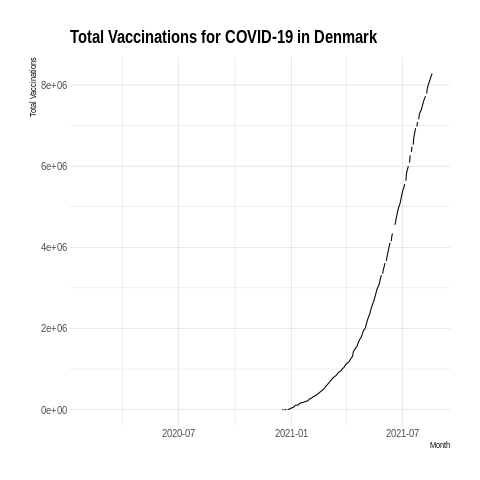 Total Vaccinations for COVID-19 in Denmark
Total Vaccinations
8e+06
6e+06
4e+06
2e+06
0e+00
2020-07
2021-01
2021-07
Month